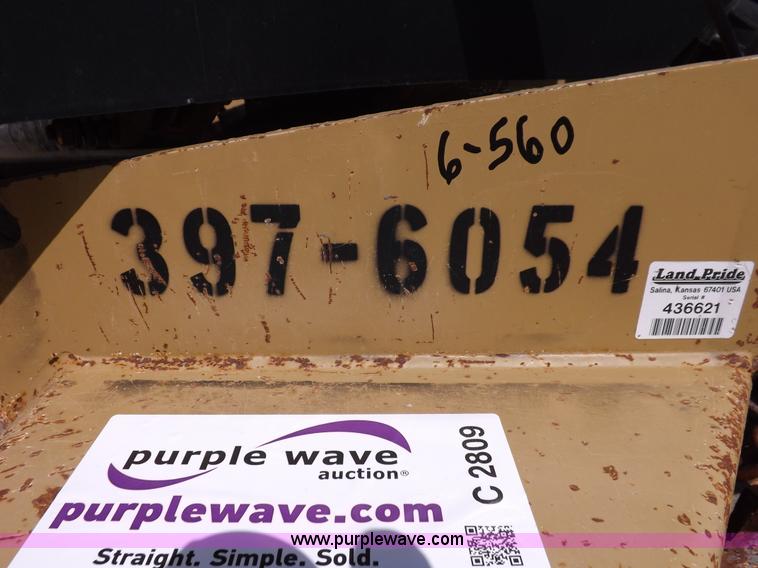 6-560
397-6054
Land Pride
Salina, Kansas 67401 USA
Serial #
436621
purple wave
auction®
C 2809
purplewave.com
Straight. Simple. Sold.
www.purplewave.com